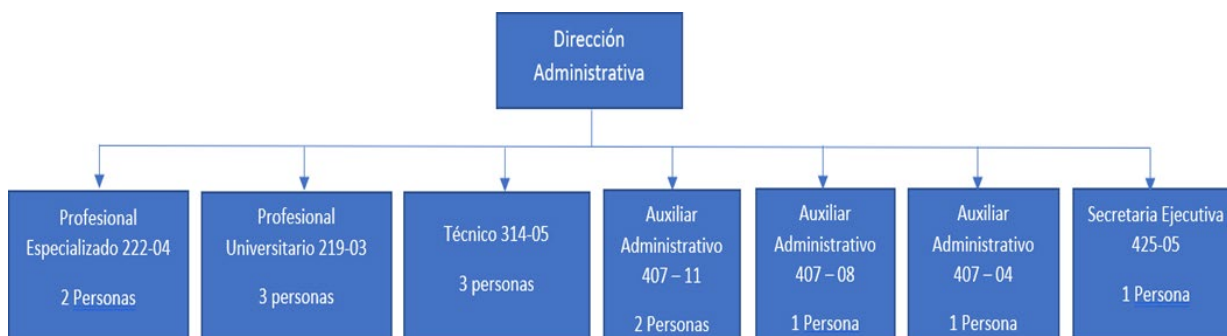 Dirección
Administrativa
Profesional
Especializado 222-04
2 Personas
Profesional
Universitario 219-03
3 personas
Técnico 314-05
3 personas
Auxiliar
Administrativo
407 – 11
2 Personas
Auxiliar
Administrativo
407 – 08
1 Persona
Auxiliar
Administrativo
407 – 04
1 Persona
Secretaria Ejecutiva
425-05
1 Persona